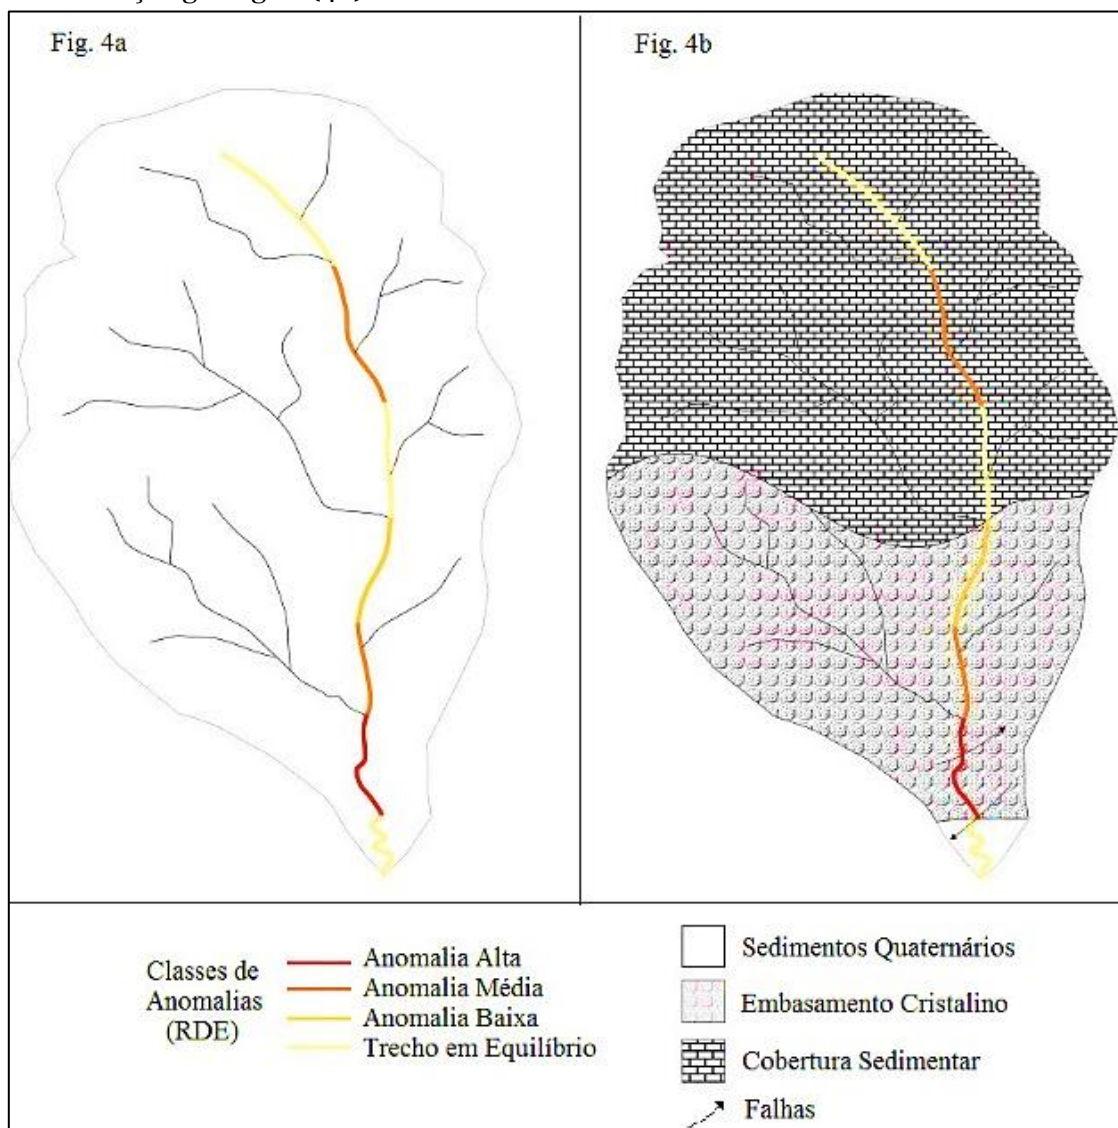 Fig. 4a
Fig. 4b
Classes de
Anomalias
(RDE)
Anomalia Alta
Anomalia Média
Anomalia Baixa
Trecho em Equilíbrio
Sedimentos Quaternários
Embasamento Cristalino
Cobertura Sedimentar
Falhas